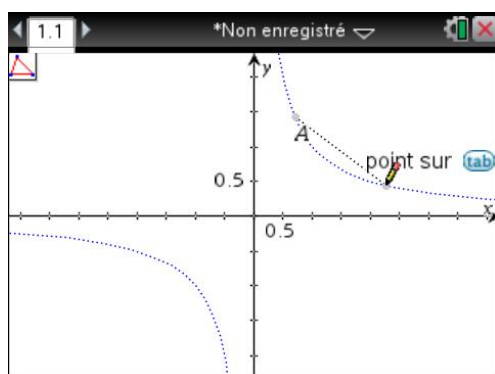 1.1 *Non enregistré
y
A
point sur tab
0.5
x
0.5